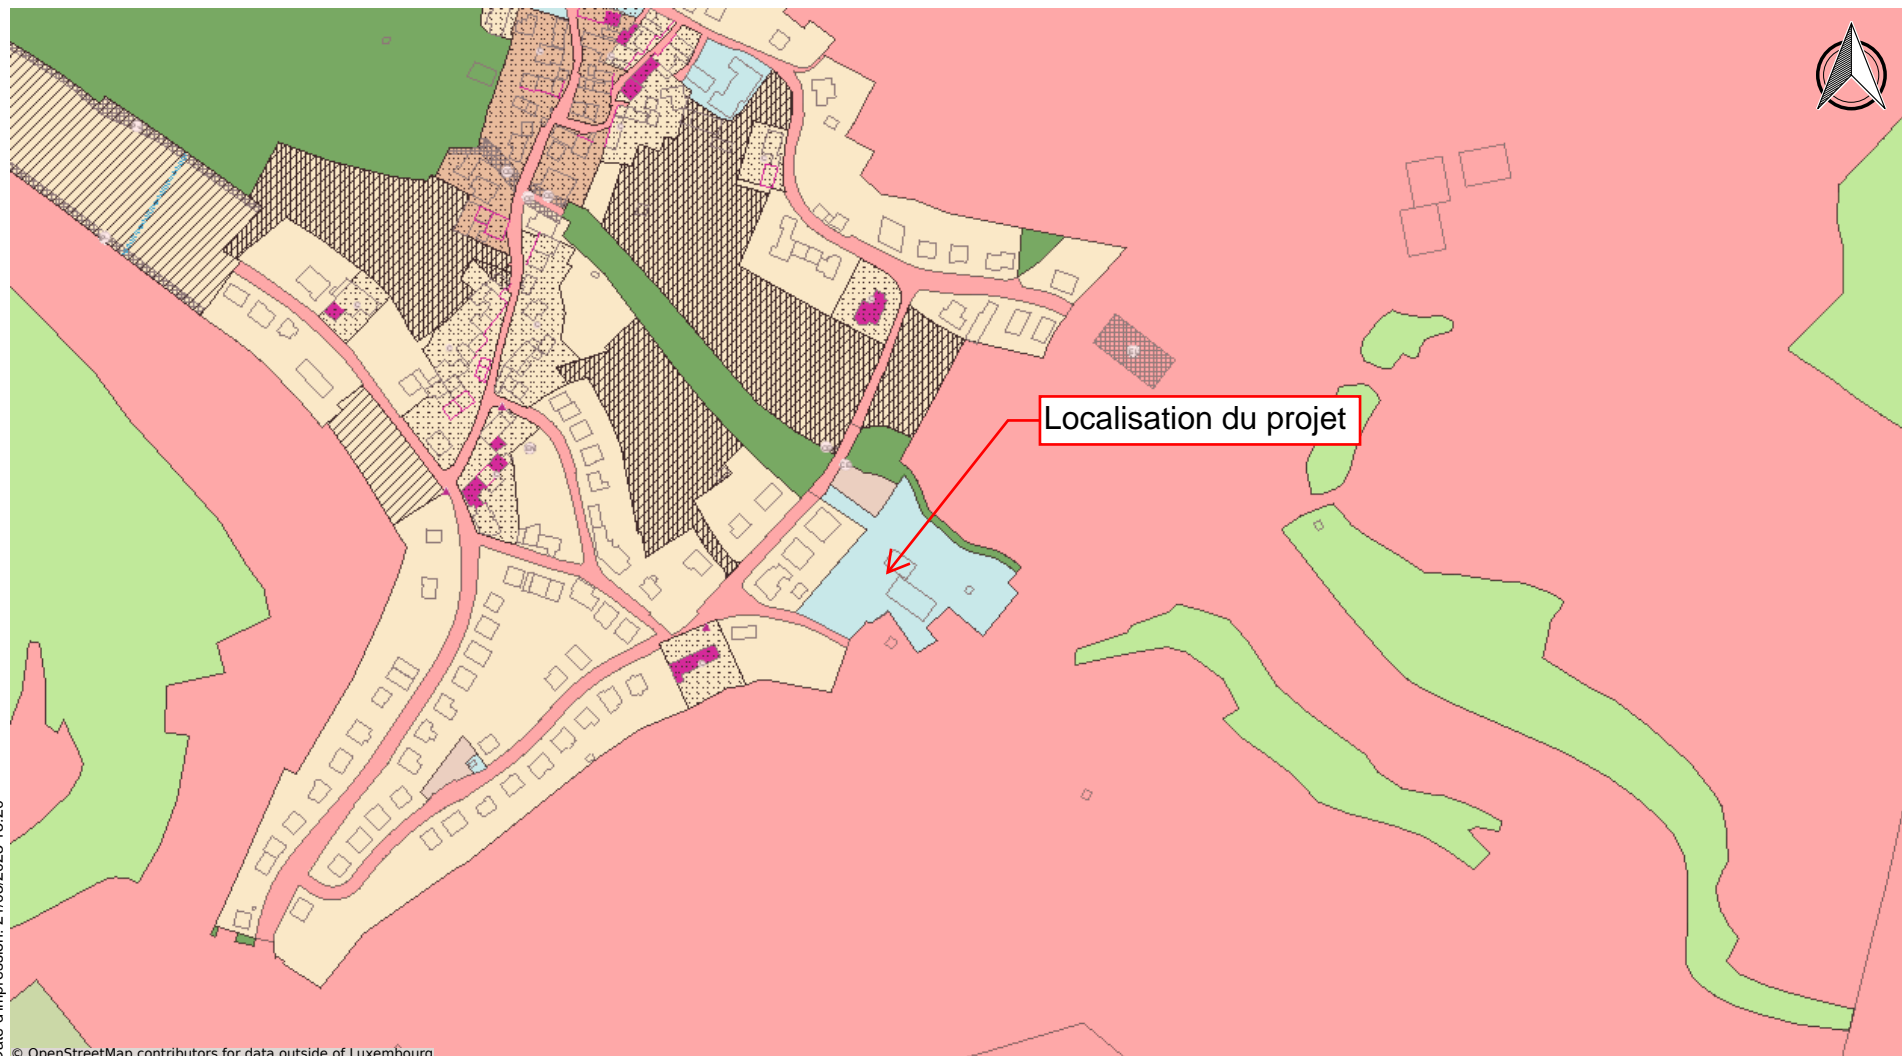 Localisation du projet
© OpenStreetMap contributors for data outside of Luxembourg